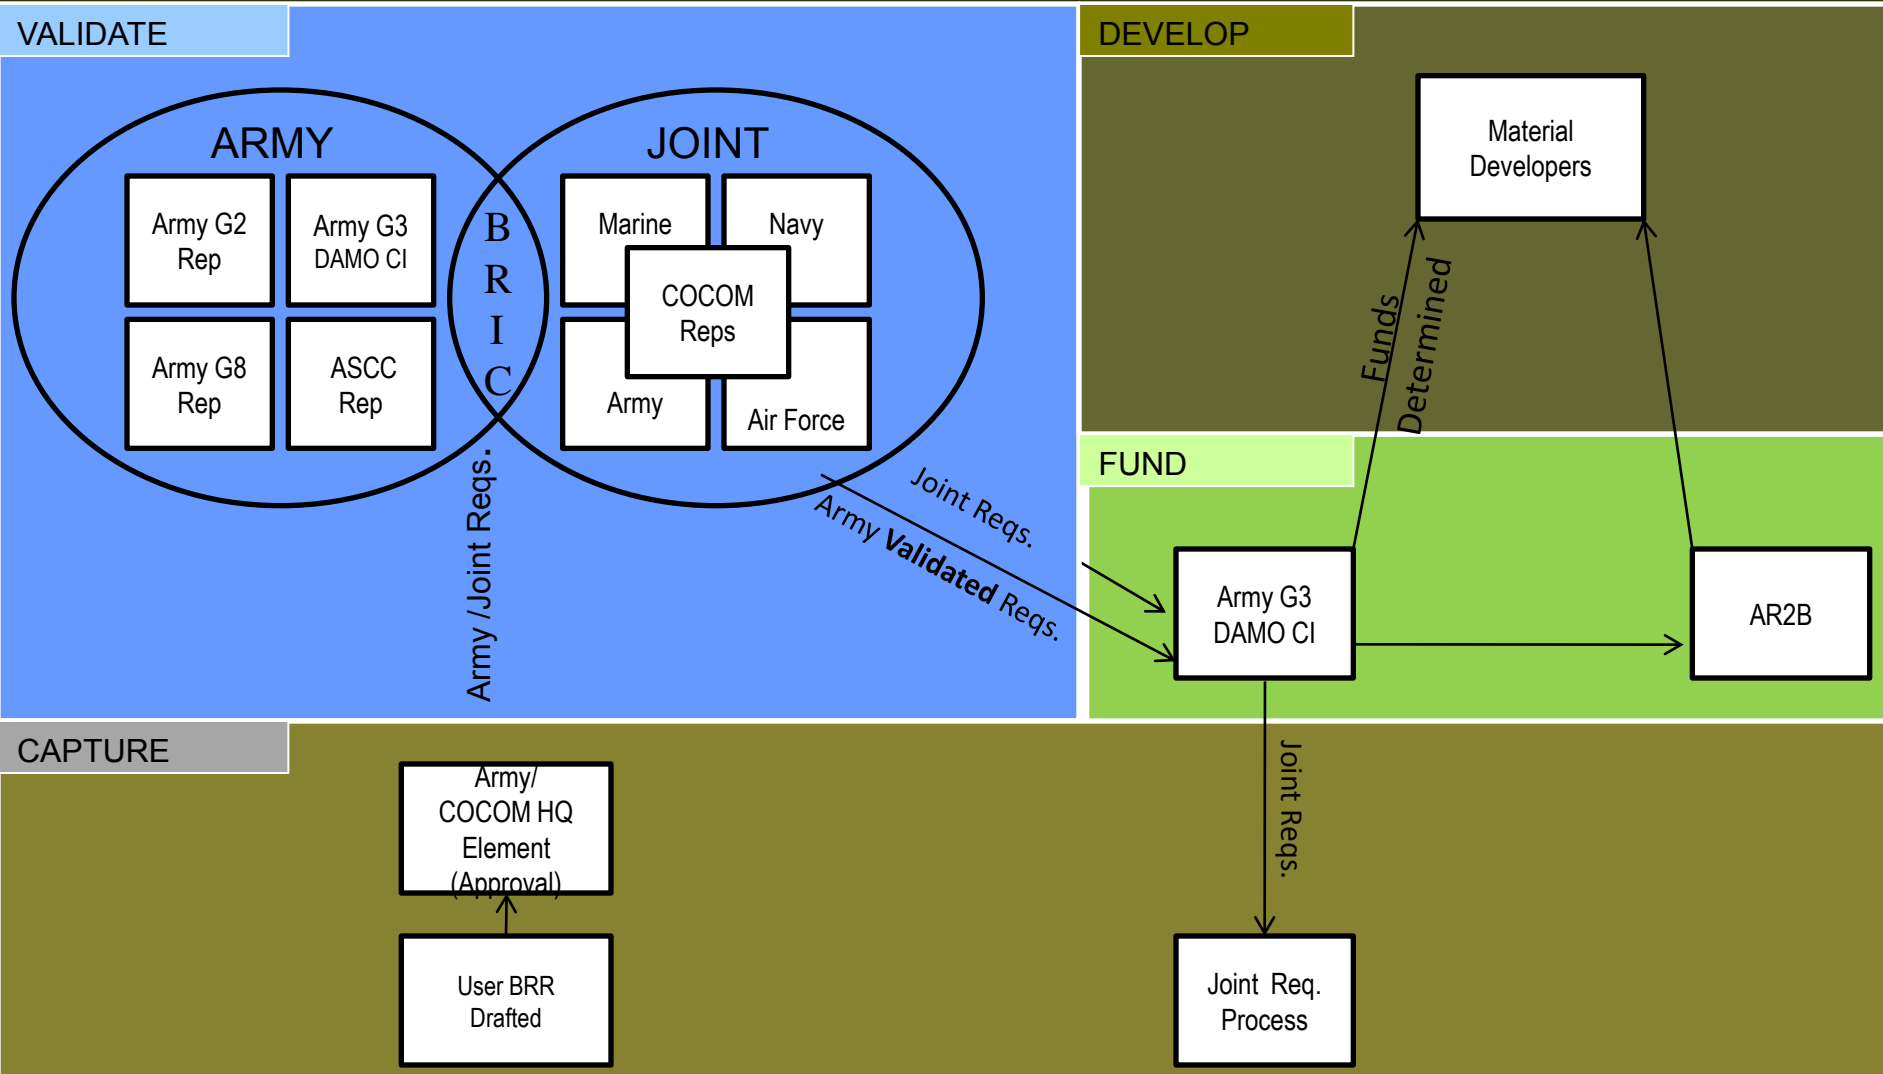 VALIDATE
ARMY
Army G2
Rep
Army G3
DAMO CI
Army G8
Rep
ASCC
Rep
B
R
I
C
JOINT
Marine
Navy
COCOM
Reps
Army
Air Force
Army /Joint Reqs.
Joint Reqs.
Army Validated Reqs.
DEVELOP
Material
Developers
Funds
Determined
FUND
Army G3
DAMO CI
AR2B
CAPTURE
Army/
COCOM HQ
Element
(Approval)
User BRR
Drafted
Joint Reqs.
Joint Req.
Process